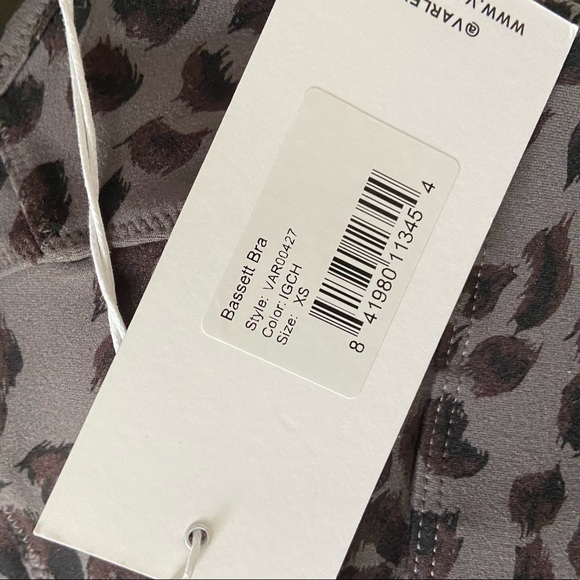 Bassett Bra
Style: VAR00427
Color: IGCH
Size: XS
8 41980 11345 4